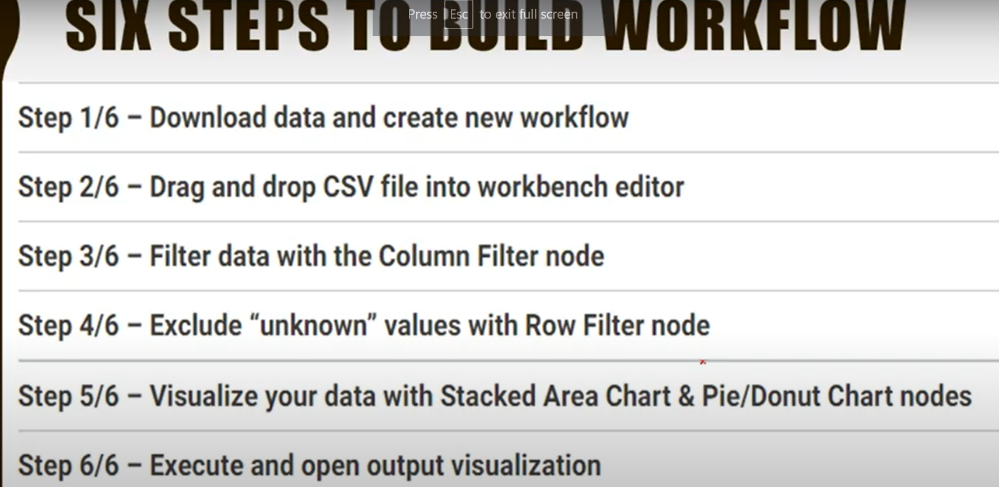 SIX STEPS TO BUILD WORKFLOW
Press Esc to exit full screen
Step 1/6 – Download data and create new workflow
Step 2/6 – Drag and drop CSV file into workbench editor
Step 3/6 – Filter data with the Column Filter node
Step 4/6 – Exclude “unknown” values with Row Filter node
Step 5/6 – Visualize your data with Stacked Area Chart & Pie/Donut Chart nodes
Step 6/6 – Execute and open output visualization